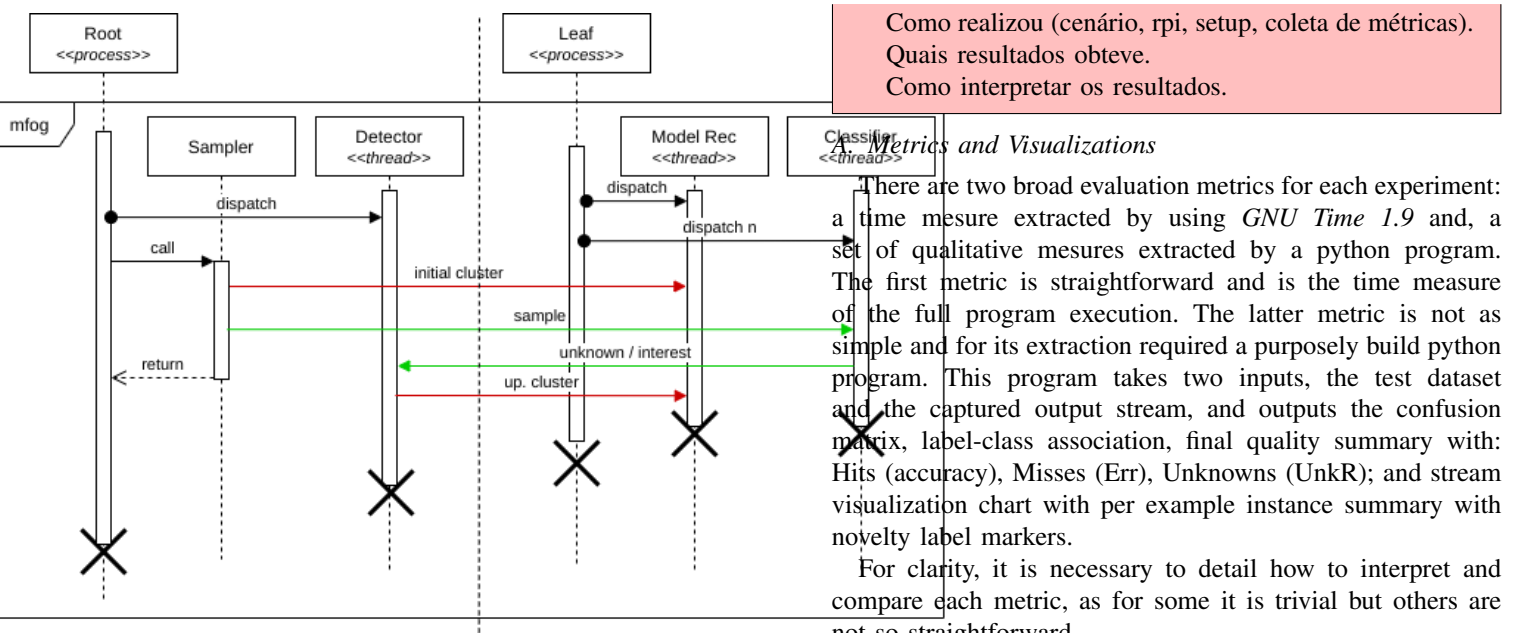 Root
<<process>>
Leaf
<<process>>
mfog
Sampler
Detector
<<thread>>
Model Rec
<<thread>>
Classifier
<<thread>>
dispatch
dispatch
dispatch n
call
initial cluster
sample
unknown / interest
return
up. cluster
Como realizou (cenário, rpi, setup, coleta de métricas).
Quais resultados obteve.
Como interpretar os resultados.
A. Metrics and Visualizations
There are two broad evaluation metrics for each experiment:
a time mesure extracted by using GNU Time 1.9 and, a
set of qualitative mesures extracted by a python program.
The first metric is straightforward and is the time measure
of the full program execution. The latter metric is not as
simple and for its extraction required a purposely build python
program. This program takes two inputs, the test dataset
and the captured output stream, and outputs the confusion
matrix, label-class association, final quality summary with:
Hits (accuracy), Misses (Err), Unknowns (UnkR); and stream
visualization chart with per example instance summary with
novelty label markers.
For clarity, it is necessary to detail how to interpret and
compare each metric, as for some it is trivial but others are
not so straightforward.